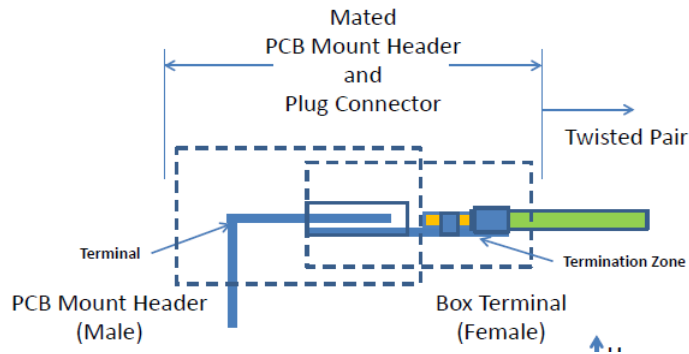 Mated
PCB Mount Header
and
Plug Connector
Twisted Pair
Terminal
Termination Zone
PCB Mount Header
(Male)
Box Terminal
(Female)